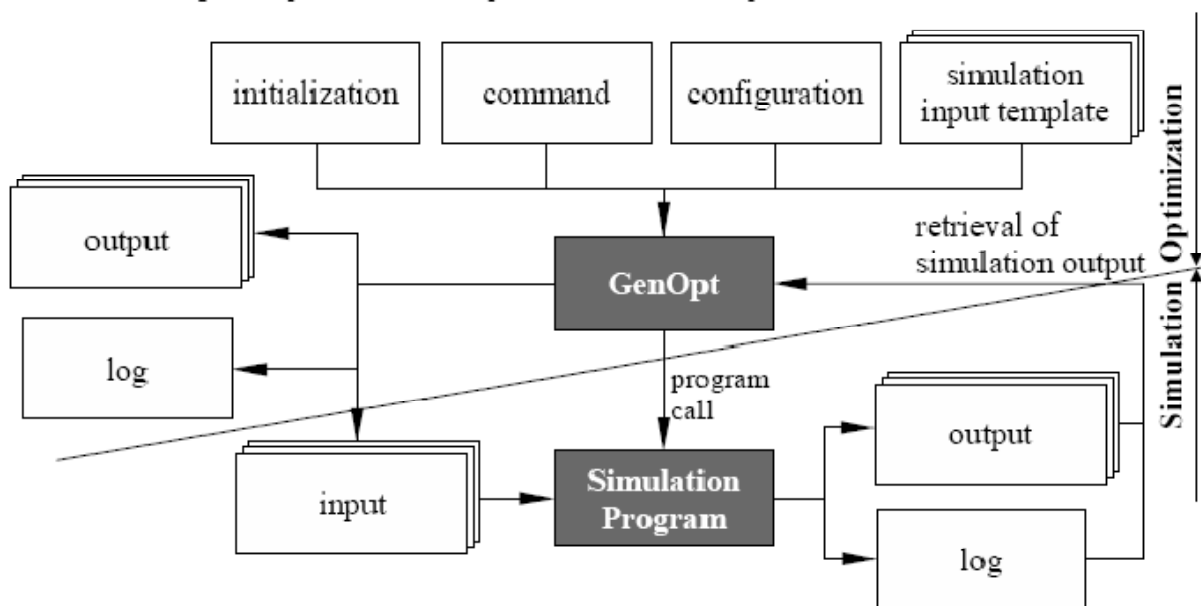 initialization
command
configuration
simulation
input template
Optimization
output
retrieval of
simulation output
GenOpt
log
program
call
Simulation
output
input
Simulation
Program
log